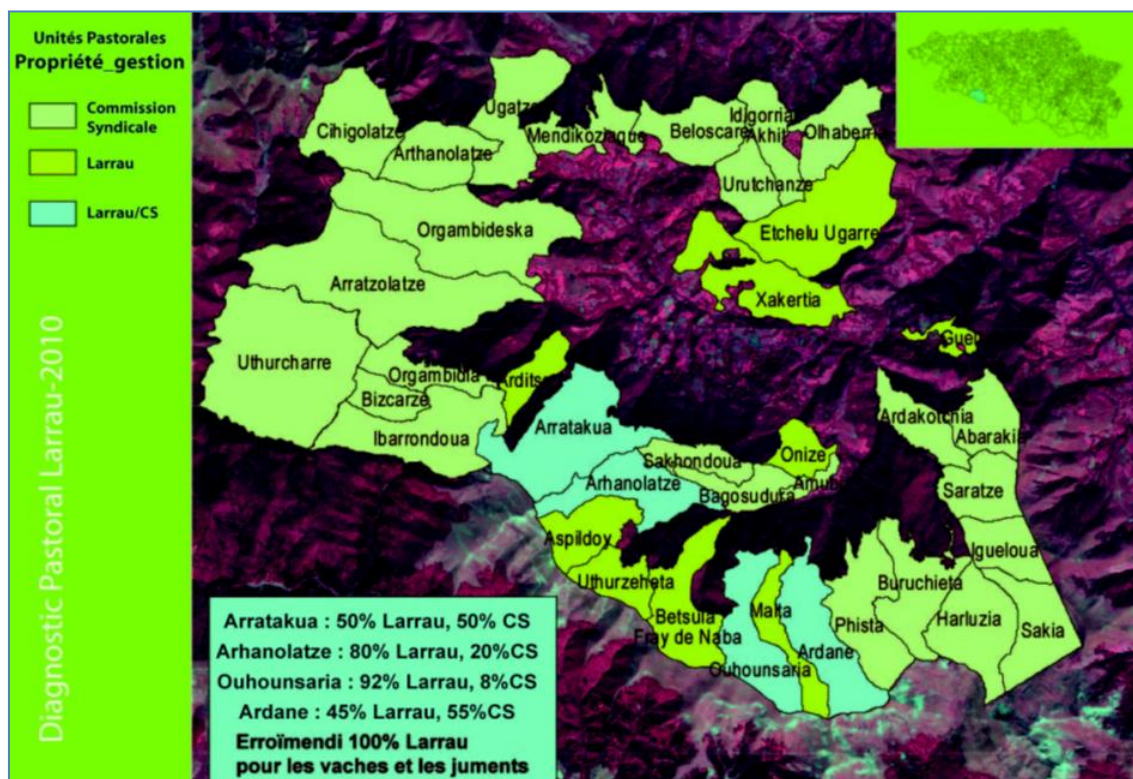 Unités Pastorales
Propriété_gestion
Commission
Syndicale
Larrau
Larrau/CS
Diagnostic Pastoral Larrau-2010
Cihigolatze
Ugatze
Arthanolatze
Mendikoziaque
Beloscare
Idigorria
Akhit
Olhaberria
Urutchanze
Orgambideska
Etchelu Ugarre
Arratzolatze
Xakertia
Uthurcharre
Orgambidia
Arditse
Bizcarze
Ibarrondoua
Arratakua
Ardakotchia
Abarakia
Sakhondoua
Onize
Arhanolatze
Bagosudura
Saratze
Aspildoy
Igueloua
Uthurzeheta
Buruchieta
Betsula
Malta
Fray de Naba
Phista
Harluzia
Sakia
Ardane
Ouhounsaria
Arratakua : 50% Larrau, 50% CS
Arhanolatze : 80% Larrau, 20%CS
Ouhounsaria : 92% Larrau, 8%CS
Ardane : 45% Larrau, 55%CS
Erroïmendi 100% Larrau
pour les vaches et les juments